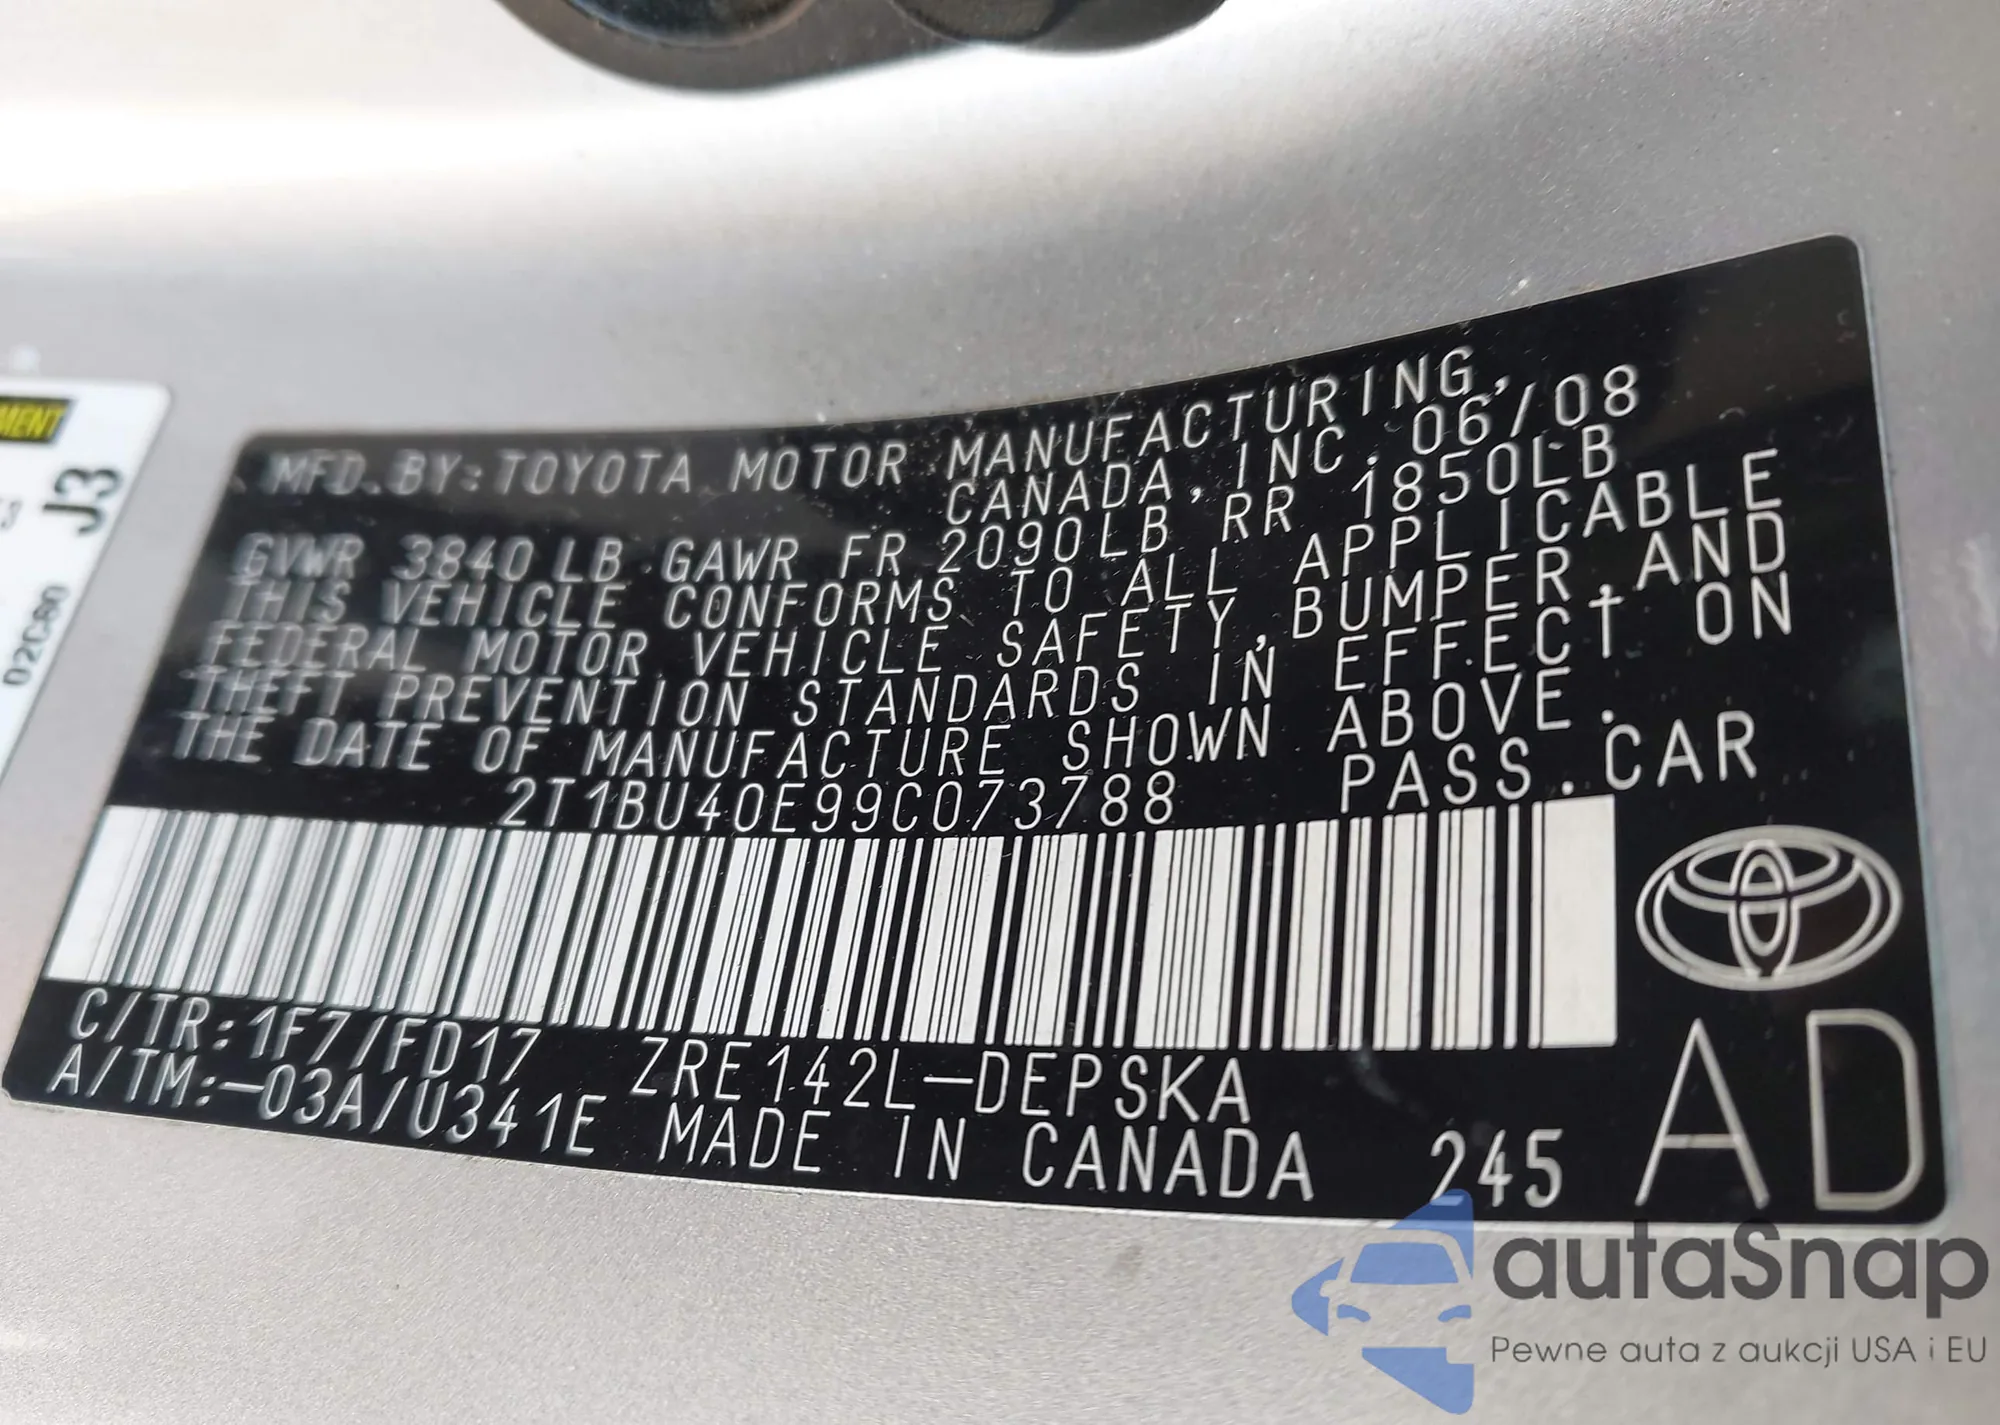 MENT
J3
D2C60
MFD. BY: TOYOTA MOTOR MANUFACTURING,
CANADA, INC. 06/08
GVWR 3840 LB GAWR FR 2090LB RR 1850LB
THIS VEHICLE CONFORMS TO ALL APPLICABLE
FEDERAL MOTOR VEHICLE SAFETY, BUMPER, AND
THEFT PREVENTION STANDARDS IN EFFECT ON
THE DATE OF MANUFACTURE SHOWN ABOVE.
2T1BU40E99C073788 PASS. CAR
C/TR: 1F7/FD17 ZRE142L-DEPSKA
A/TM: -03A/U341E MADE IN CANADA 245
AD
autaSnap
Pewne auta z aukcji USA i EU